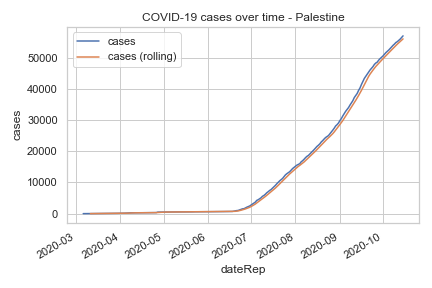 COVID-19 cases over time - Palestine
cases
cases (rolling)
50000
40000
30000
20000
10000
0
cases
2020-03
2020-04
2020-05
2020-06
2020-07
2020-08
2020-09
2020-10
dateRep